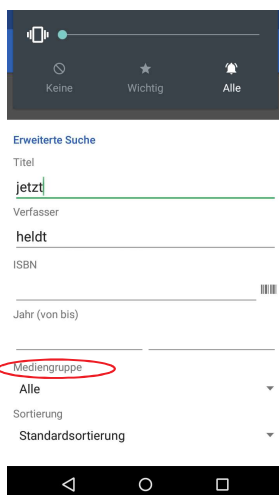 Keine Wichtig Alle
Erweiterte Suche
Titel
jetzt
Verfasser
heldt
ISBN
Jahr (von bis)
Mediengruppe
Alle
Sortierung
Standardsortierung